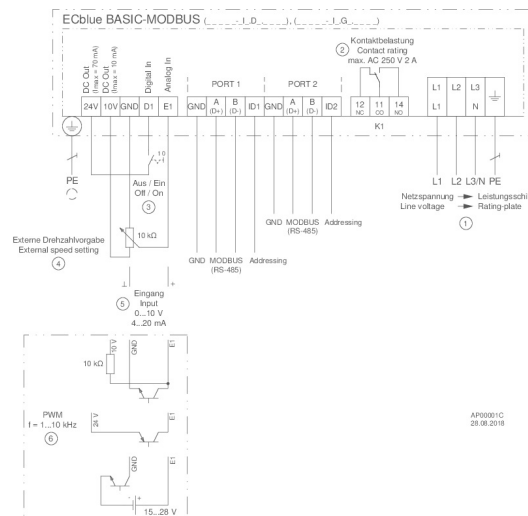 ECblue BASIC-MODBUS (_ _ _ _ _-_I_D_._ _ _ _), (_ _ _ _ _-_I_G_._ _ _ _)
Kontaktbelastung
2 Contact rating
max. AC 250 V 2 A
DC Out
(Imax = 70 mA)
DC Out
(Imax = 10 mA)
Digital In
Analog In
PORT 1
PORT 2
24V 10V GND D1 E1
GND A (D+) B (D-) ID1 GND A (D+) B (D-) ID2
12 NC 11 CO 14 NO
K1
L1 L2 L3
L1 N
PE
10
Aus / Ein
Off / On
3
L1 L2 L3/N PE
Netzspannung Leistungsschi
Line voltage Rating-plate
1
GND MODBUS (RS-485) Addressing
GND MODBUS (RS-485) Addressing
10 kΩ
Externe Drehzahlvorgabe
External speed setting
4
⊥ +
5 Eingang
Input
0...10 V
4...20 mA
10 V GND E1
10 kΩ
PWM
f = 1...10 kHz
6
24 V E1
GND E1
- +
15...28 V
AP00001C
28.08.2018